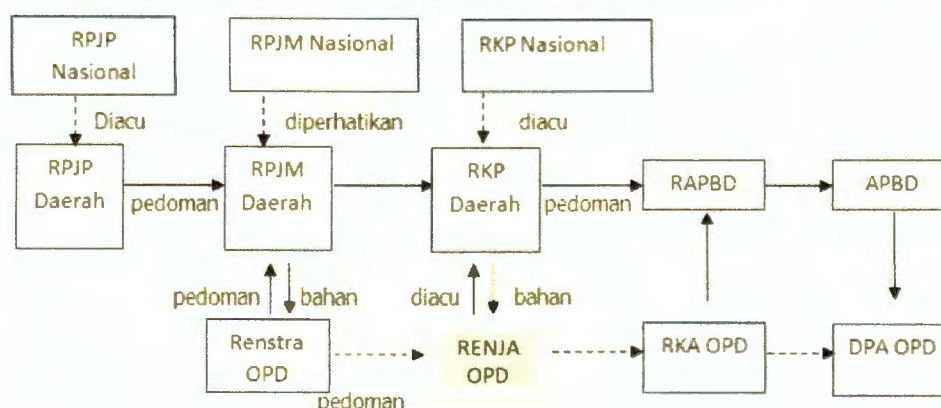 RPJP
Nasional
RPJM Nasional
RKP Nasional
Diacu
diperhatikan
diacu
RPJP
Daerah
pedoman
RPJM
Daerah
RKP
Daerah
pedoman
RAPBD
APBD
pedoman
bahan
diacu
bahan
Renstra
OPD
pedoman
RENJA
OPD
RKA OPD
DPA OPD